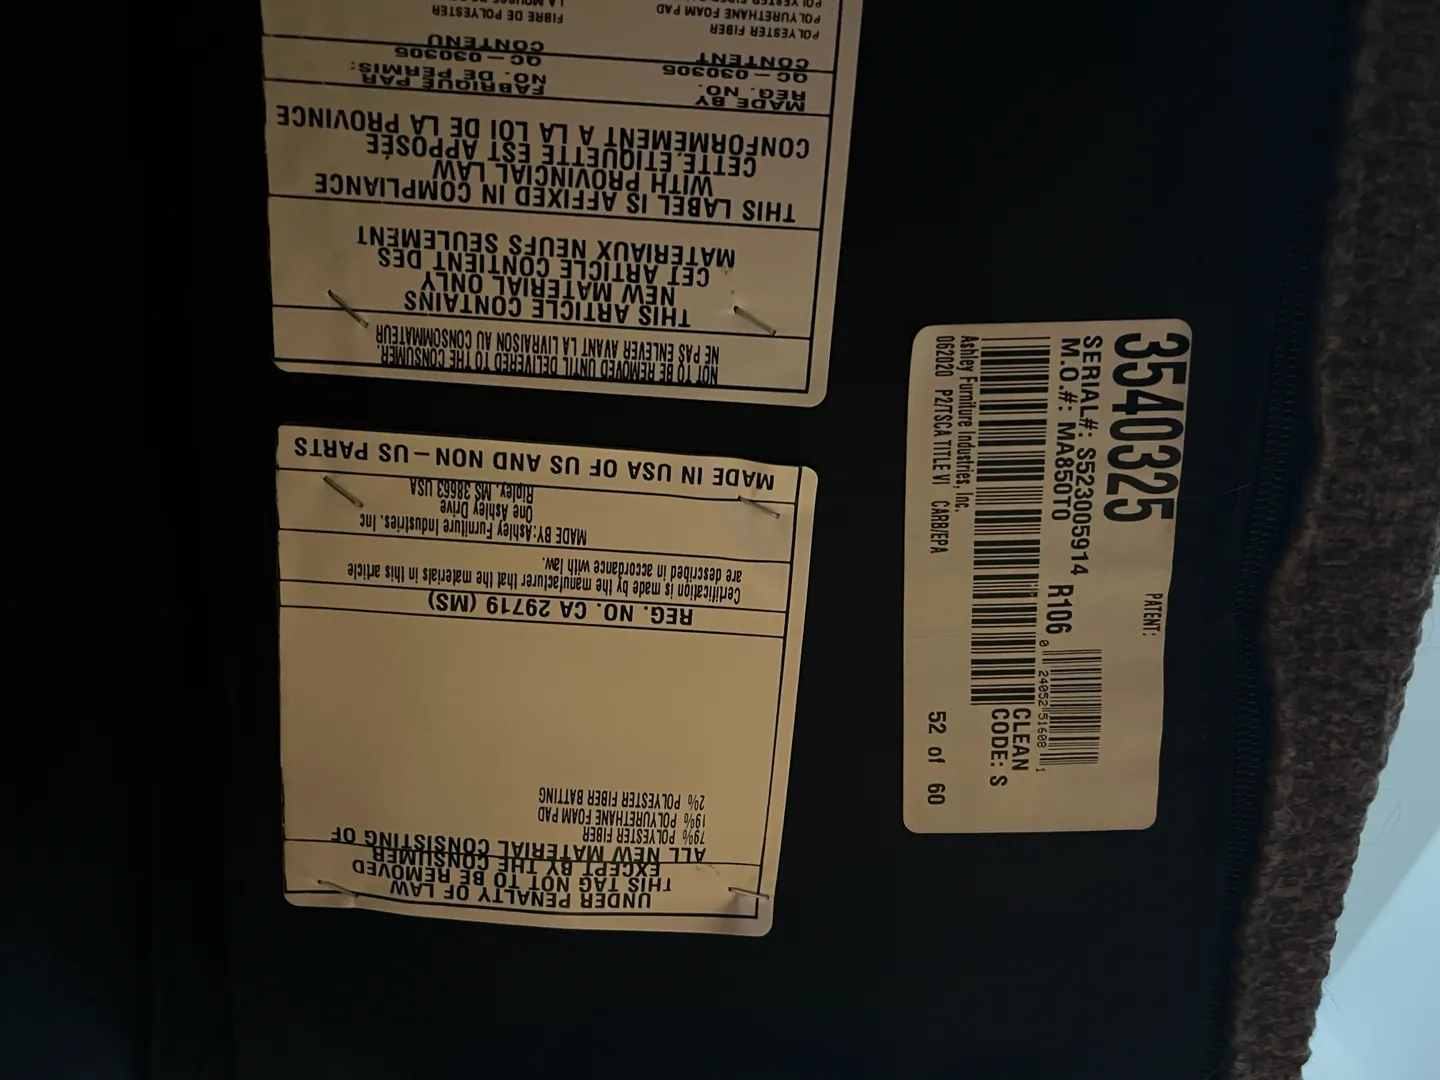 NOT TO BE REMOVED UNTIL DELIVERED TO THE CONSUMER.
NE PAS ENLEVER AVANT LA LIVRAISON AU CONSOMMATEUR
THIS ARTICLE CONTAINS
NEW MATERIAL ONLY
CET ARTICLE CONTIENT DES
MATERIAUX NEUFS SEULEMENT
THIS LABEL IS AFFIXED IN COMPLIANCE
WITH PROVINCIAL LAW
CETTE ETIQUETTE EST APPOSÉE
CONFORMEMENT A LA LOI DE LA PROVINCE
MADE BY FABRIQUE PAR
REG. NO. NO. DE PERMIS:
QC-030305 QC-030305
CONTENT CONTENU
POLYESTER FIBER FIBRE DE POLYESTER
POLYURETHANE FOAM PAD
UNDER PENALTY OF LAW
THIS TAG NOT TO BE REMOVED
EXCEPT BY THE CONSUMER
ALL NEW MATERIAL CONSISTING OF
79% POLYESTER FIBER
19% POLYURETHANE FOAM PAD
2% POLYESTER FIBER BATTING
REG. NO. CA 29719 (MS)
Certification is made by the manufacturer that the materials in this article
are described in accordance with law.
MADE BY:Ashley Furniture Industries. Inc
One Ashley Drive
Ripley, MS 38663 USA
MADE IN USA OF US AND NON-US PARTS
3540325 PATENT:
SERIAL#: S523005914
M.O.#: MA850TO R106
0 24052 51608 1
CLEAN
CODE: S
Ashley Furniture Industries, Inc.
062020 P2/TSCA TITLE VI CARB/EPA 52 of 60